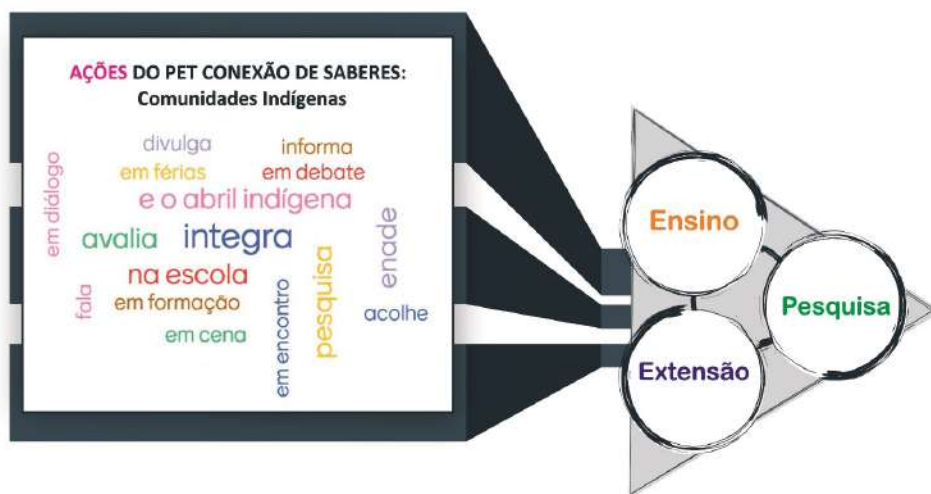 AÇÕES DO PET CONEXÃO DE SABERES:
Comunidades Indígenas
divulga
informa
em férias
em debate
em diálogo
e o abril indígena
avalia
integra
enade
na escola
pesquisa
fala
em formação
em encontro
acolhe
em cena
Ensino
Pesquisa
Extensão